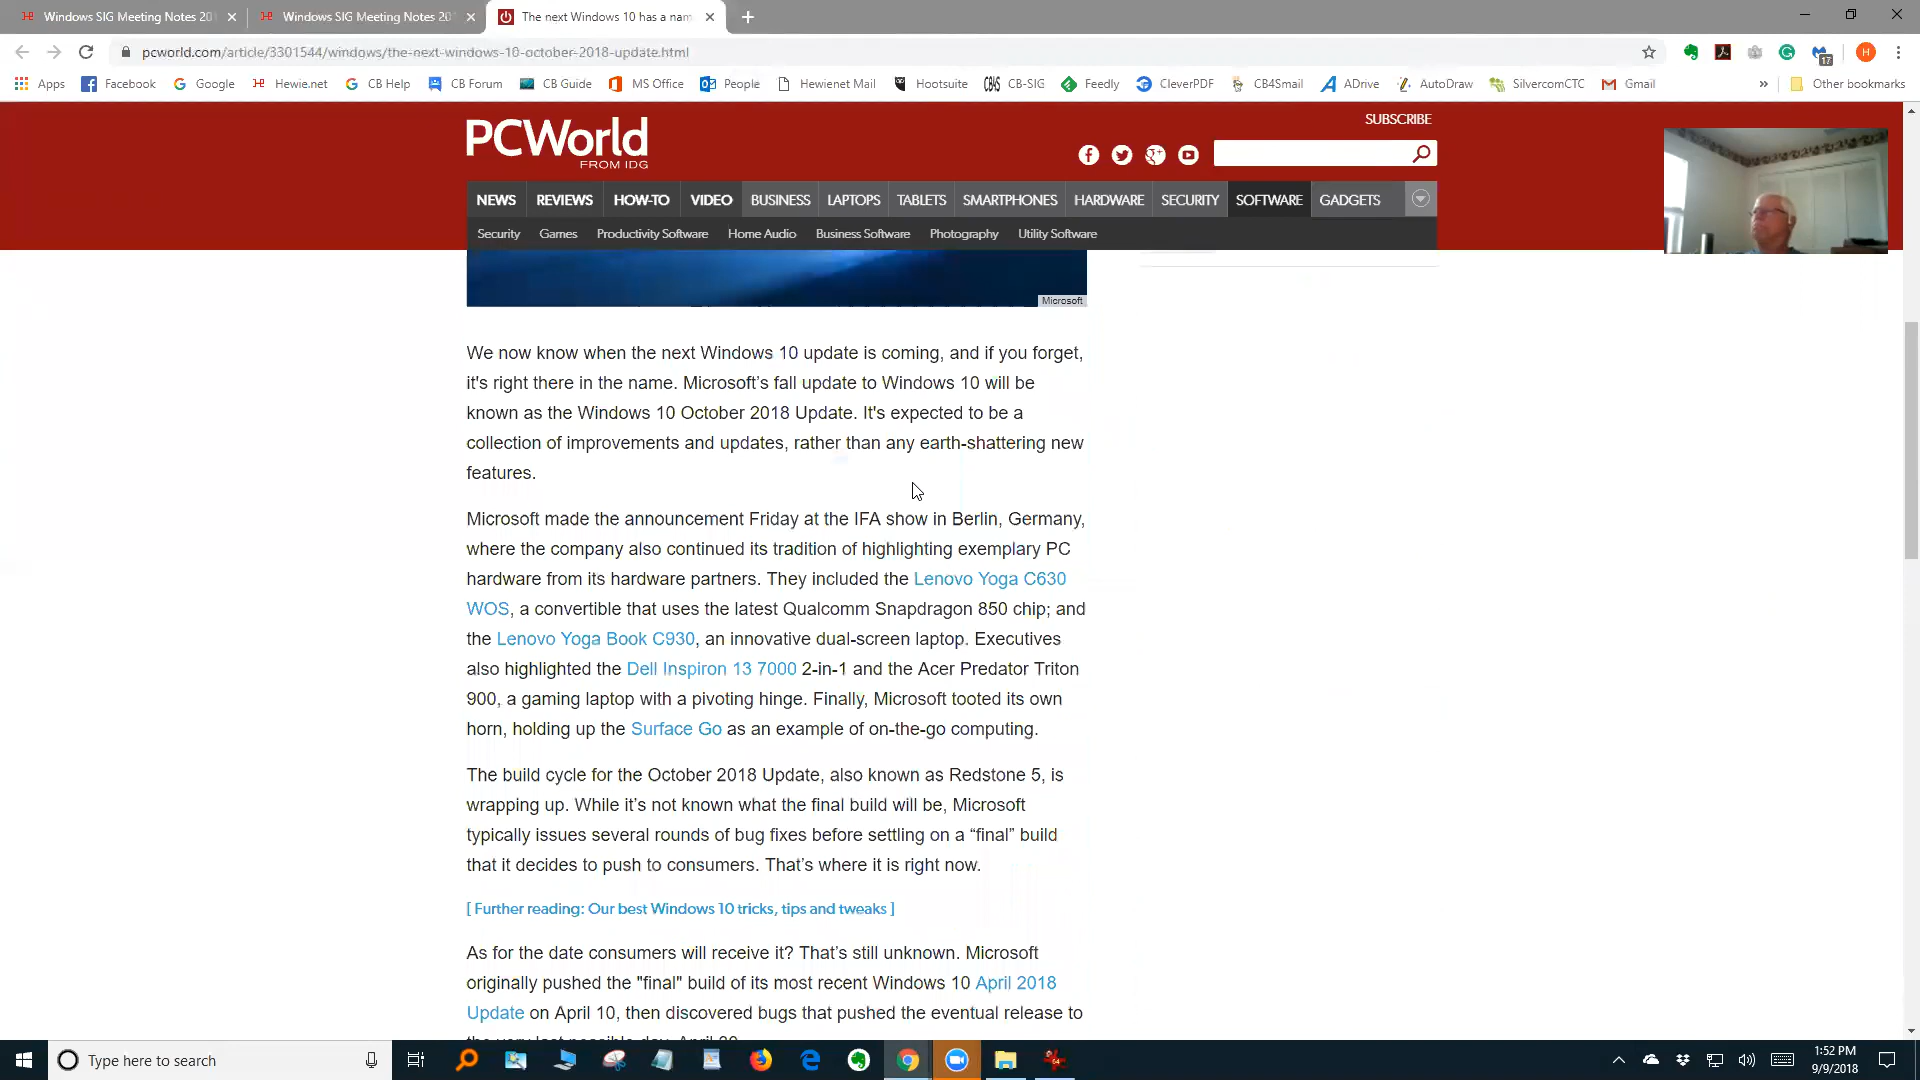 Windows SIG Meeting Notes 20
Windows SIG Meeting Notes 20
The next Windows 10 has a nam
pcworld.com/article/3301544/windows/the-next-windows-10-october-2018-update.html
17
H
Apps Facebook Google Hewie.net CB Help CB Forum CB Guide MS Office People Hewienet Mail Hootsuite CB-SIG Feedly CleverPDF CB4Smail ADrive AutoDraw SilvercomCTC Gmail » Other bookmarks
SUBSCRIBE
PCWorld
FROM IDG
NEWS REVIEWS HOW-TO VIDEO BUSINESS LAPTOPS TABLETS SMARTPHONES HARDWARE SECURITY SOFTWARE GADGETS
Security Games Productivity Software Home Audio Business Software Photography Utility Software
Microsoft
We now know when the next Windows 10 update is coming, and if you forget,
it's right there in the name. Microsoft’s fall update to Windows 10 will be
known as the Windows 10 October 2018 Update. It's expected to be a
collection of improvements and updates, rather than any earth-shattering new
features.
Microsoft made the announcement Friday at the IFA show in Berlin, Germany,
where the company also continued its tradition of highlighting exemplary PC
hardware from its hardware partners. They included the Lenovo Yoga C630
WOS, a convertible that uses the latest Qualcomm Snapdragon 850 chip; and
the Lenovo Yoga Book C930, an innovative dual-screen laptop. Executives
also highlighted the Dell Inspiron 13 7000 2-in-1 and the Acer Predator Triton
900, a gaming laptop with a pivoting hinge. Finally, Microsoft tooted its own
horn, holding up the Surface Go as an example of on-the-go computing.
The build cycle for the October 2018 Update, also known as Redstone 5, is
wrapping up. While it’s not known what the final build will be, Microsoft
typically issues several rounds of bug fixes before settling on a “final” build
that it decides to push to consumers. That’s where it is right now.
[ Further reading: Our best Windows 10 tricks, tips and tweaks ]
As for the date consumers will receive it? That’s still unknown. Microsoft
originally pushed the "final" build of its most recent Windows 10 April 2018
Update on April 10, then discovered bugs that pushed the eventual release to
Type here to search
1:52 PM
9/9/2018